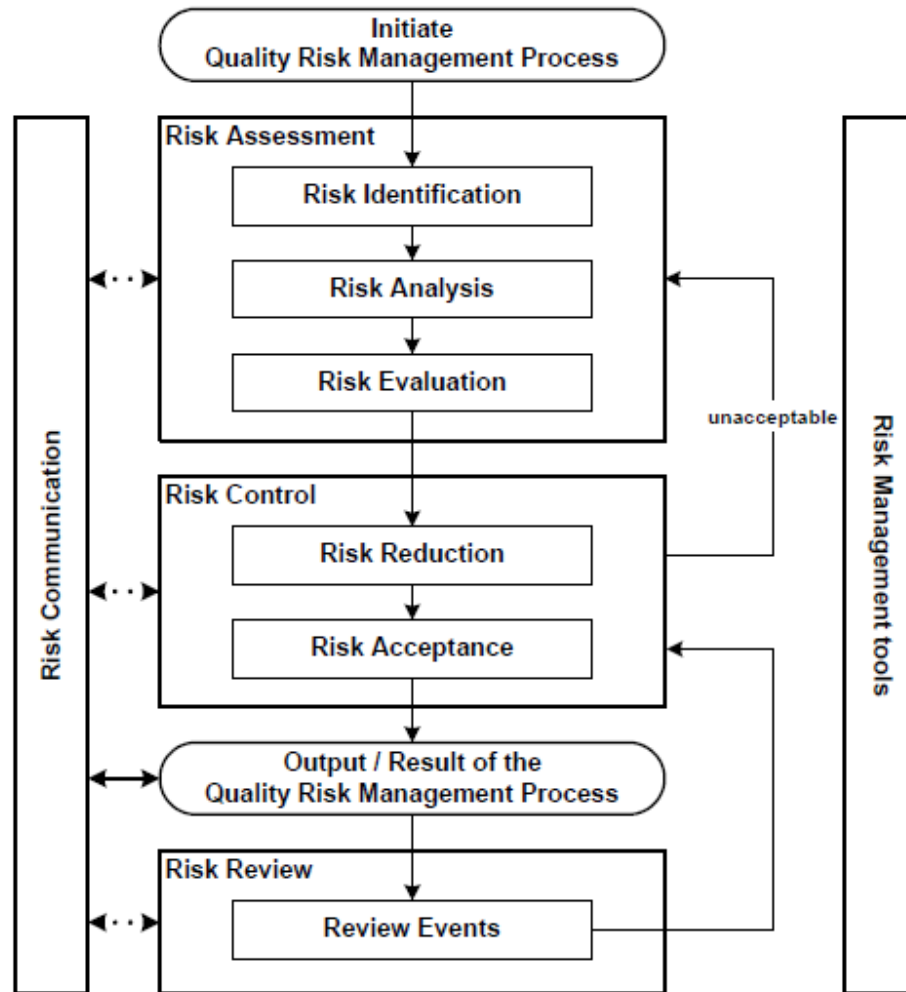 Initiate
Quality Risk Management Process
Risk Assessment
Risk Identification
Risk Analysis
Risk Evaluation
unacceptable
Risk Control
Risk Reduction
Risk Acceptance
Output / Result of the
Quality Risk Management Process
Risk Review
Review Events
Risk Communication
Risk Management tools